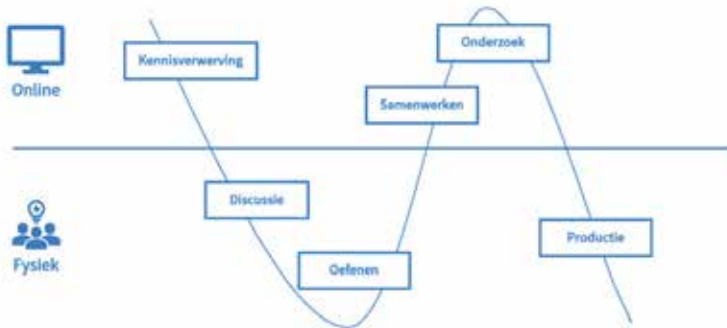 Kennisverwerving
Onderzoek
Online
Samenwerken
Discussie
Fysiek
Oefenen
Productie